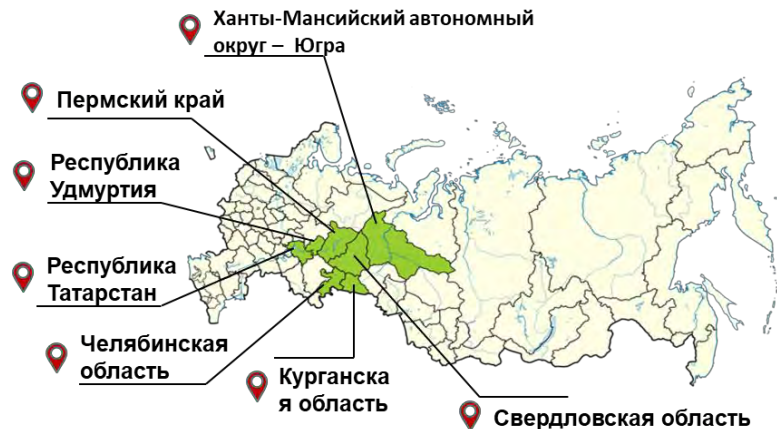 Ханты-Мансийский автономный
округ – Югра
Пермский край
Республика
Удмуртия
Республика
Татарстан
Челябинская
область
Курганска
я область
Свердловская область